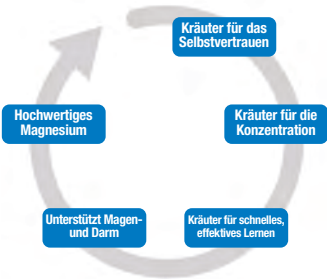 Kräuter für das
Selbstvertrauen
Kräuter für die
Konzentration
Kräuter für schnelles,
effektives Lernen
Unterstützt Magen-
und Darm
Hochwertiges
Magnesium